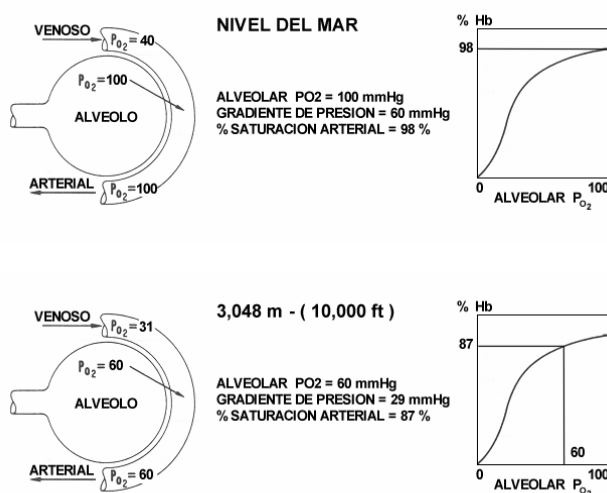 NIVEL DEL MAR
VENOSO
PO2 = 40
PO2 = 100
ALVEOLO
ARTERIAL
PO2 = 100
ALVEOLAR PO2 = 100 mmHg
GRADIENTE DE PRESION = 60 mmHg
% SATURACION ARTERIAL = 98 %
% Hb
98
0
100
ALVEOLAR PO2
3,048 m - ( 10,000 ft )
VENOSO
PO2 = 31
PO2 = 60
ALVEOLO
ARTERIAL
PO2 = 60
ALVEOLAR PO2 = 60 mmHg
GRADIENTE DE PRESION = 29 mmHg
% SATURACION ARTERIAL = 87 %
% Hb
87
60
0
100
ALVEOLAR PO2